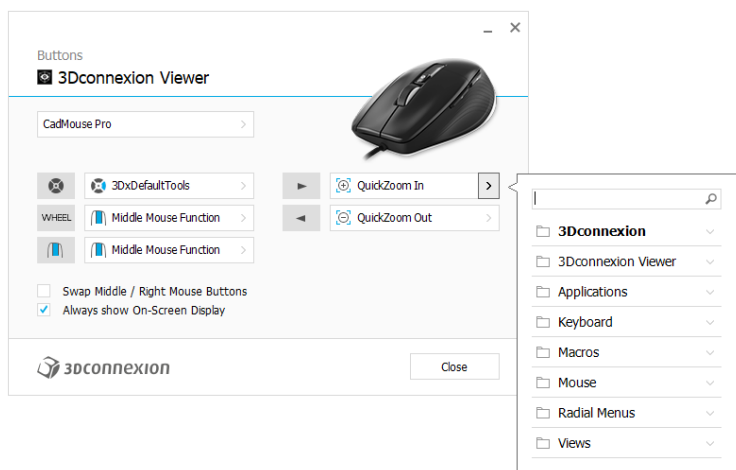 Buttons
3Dconnexion Viewer
CadMouse Pro
3DxDefaultTools
QuickZoom In
WHEEL
Middle Mouse Function
QuickZoom Out
Middle Mouse Function
Swap Middle / Right Mouse Buttons
Always show On-Screen Display
3Dconnexion
Close
3Dconnexion
3Dconnexion Viewer
Applications
Keyboard
Macros
Mouse
Radial Menus
Views